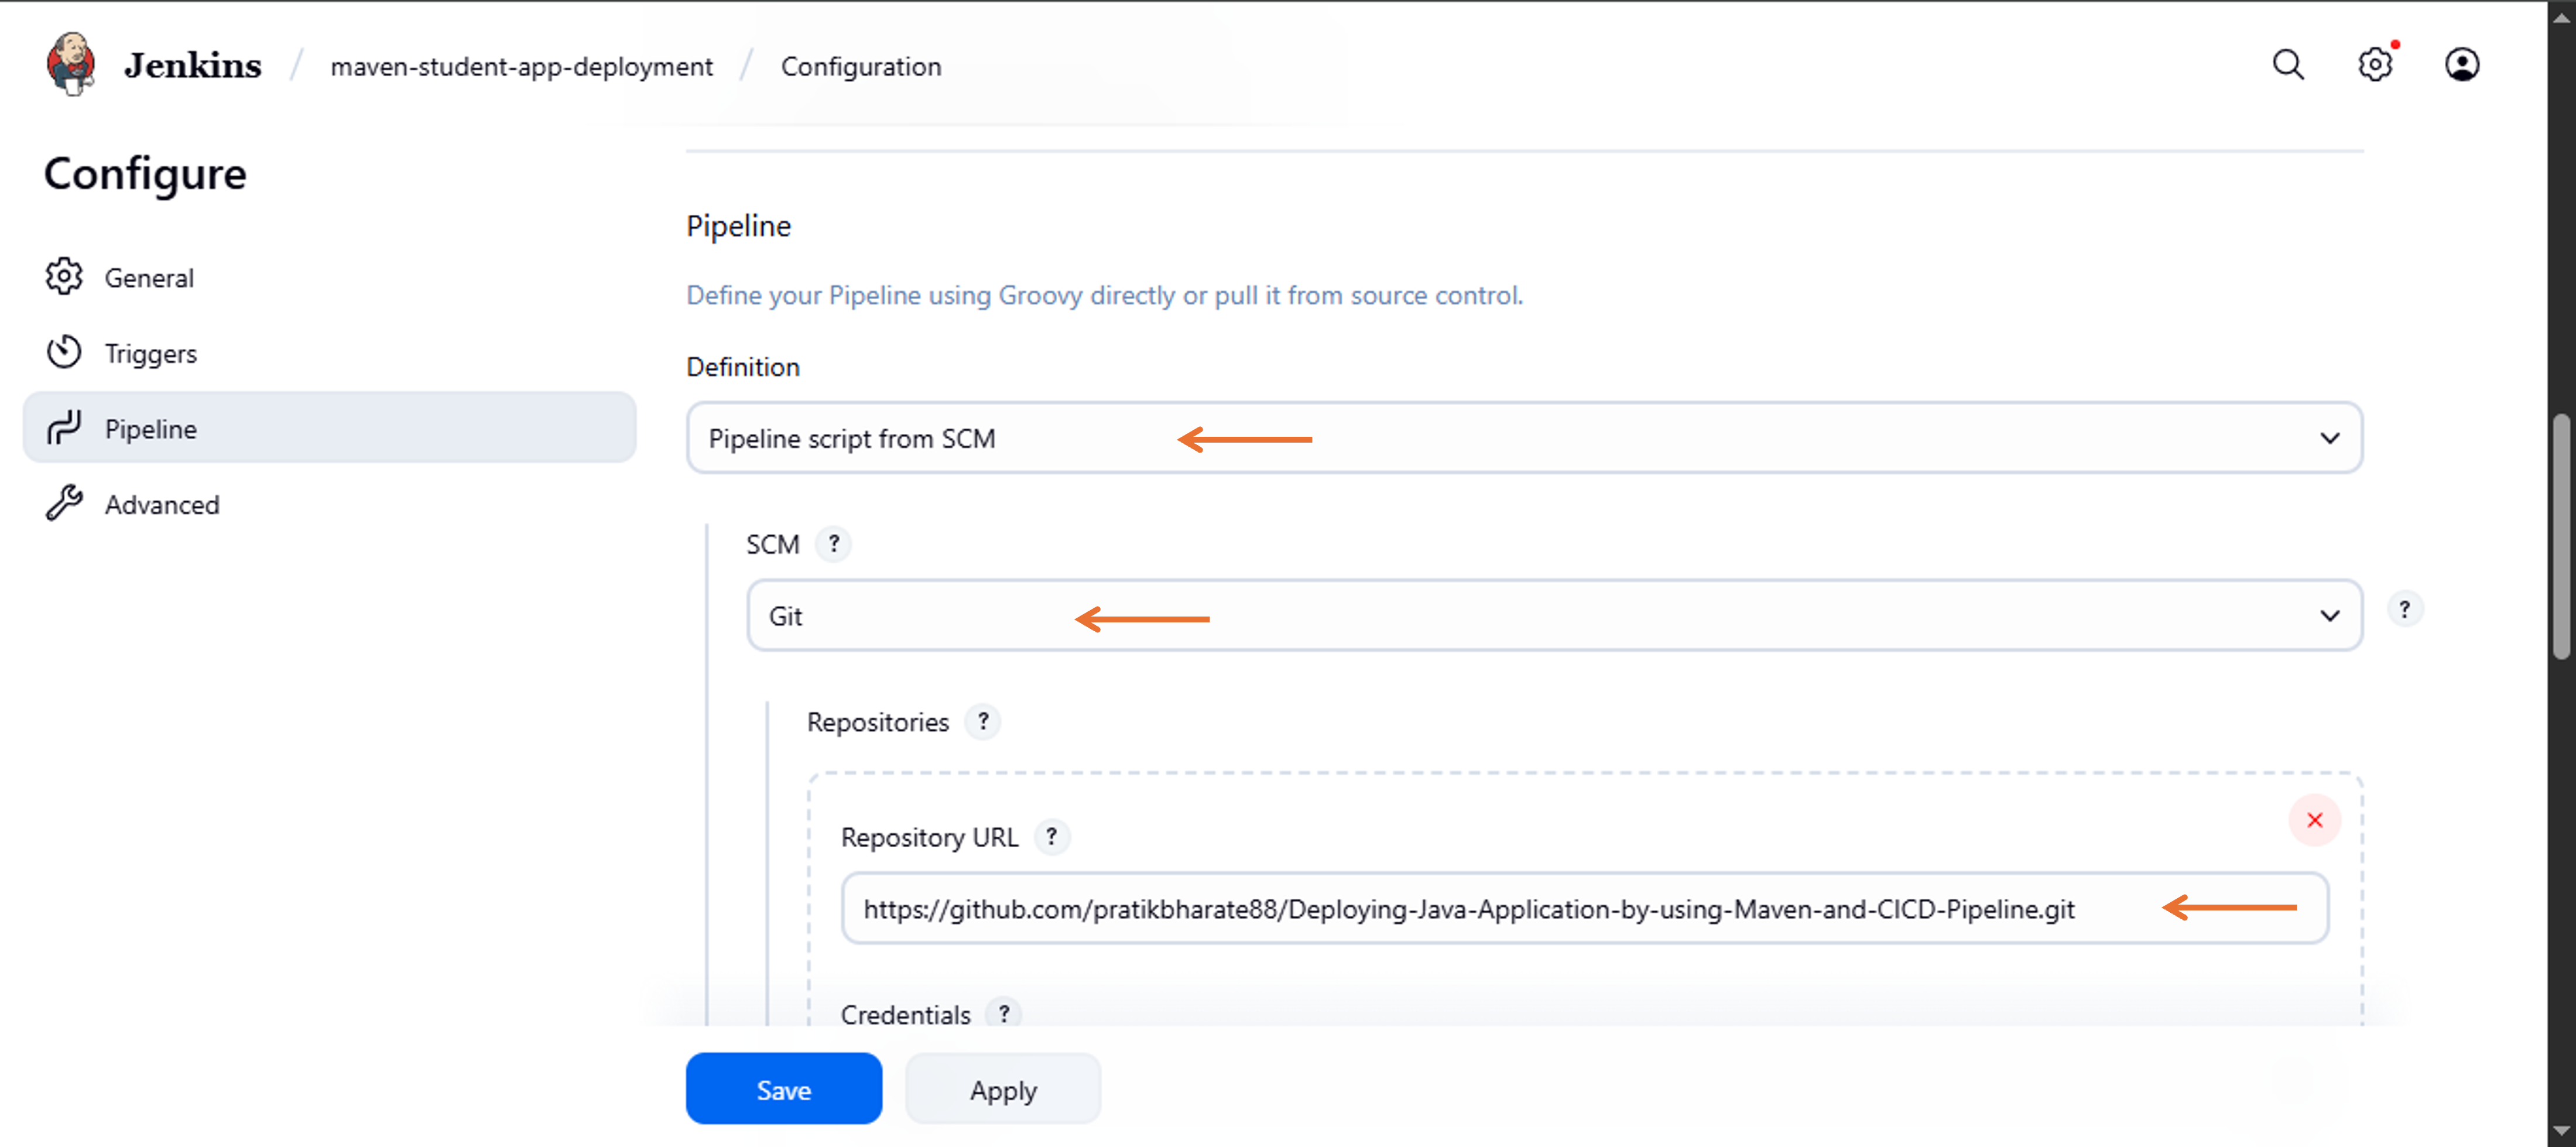 Jenkins / maven-student-app-deployment / Configuration
Configure
General
Triggers
Pipeline
Advanced
Pipeline
Define your Pipeline using Groovy directly or pull it from source control.
Definition
Pipeline script from SCM
SCM ?
Git
?
Repositories ?
Repository URL ?
https://github.com/pratikbharate88/Deploying-Java-Application-by-using-Maven-and-CICD-Pipeline.git
Credentials ?
Save Apply